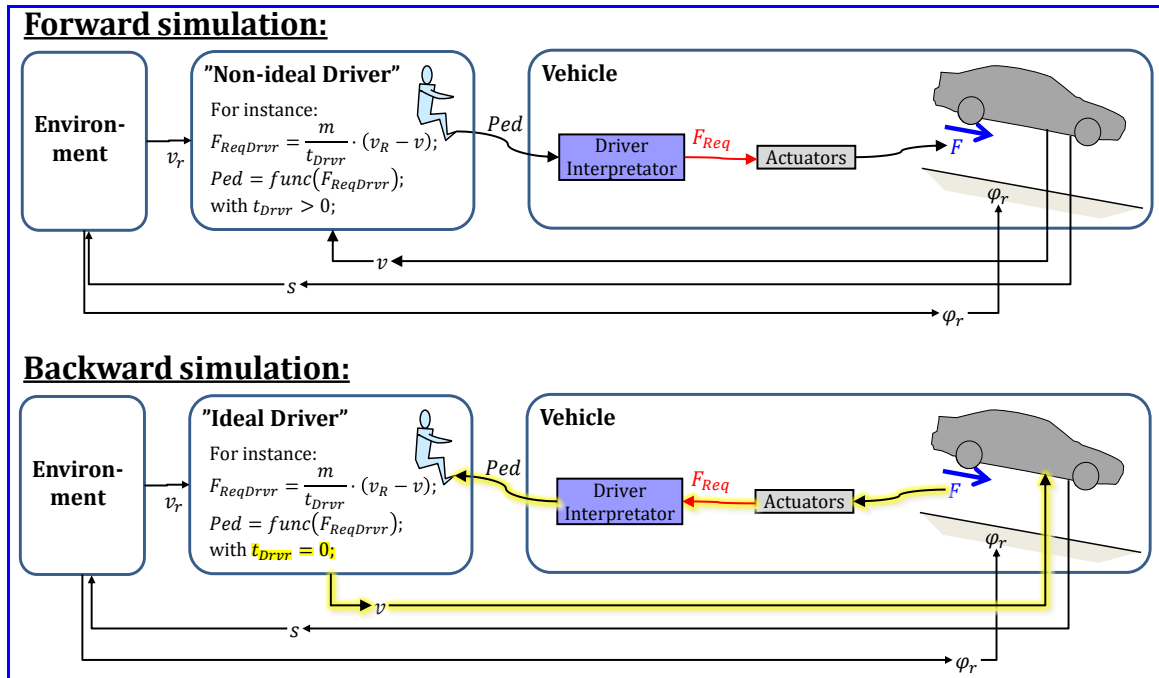 Forward simulation:
Environ-
ment
v_r
"Non-ideal Driver"
For instance:
F_ReqDrvr = m/t_Drvr · (v_R − v);
Ped = func(F_ReqDrvr);
with t_Drvr > 0;
Ped
Vehicle
Driver
Interpretator
F_Req
Actuators
F
φ_r
v
s
φ_r
Backward simulation:
Environ-
ment
v_r
"Ideal Driver"
For instance:
F_ReqDrvr = m/t_Drvr · (v_R − v);
Ped = func(F_ReqDrvr);
with t_Drvr = 0;
Ped
Vehicle
Driver
Interpretator
F_Req
Actuators
F
φ_r
v
s
φ_r